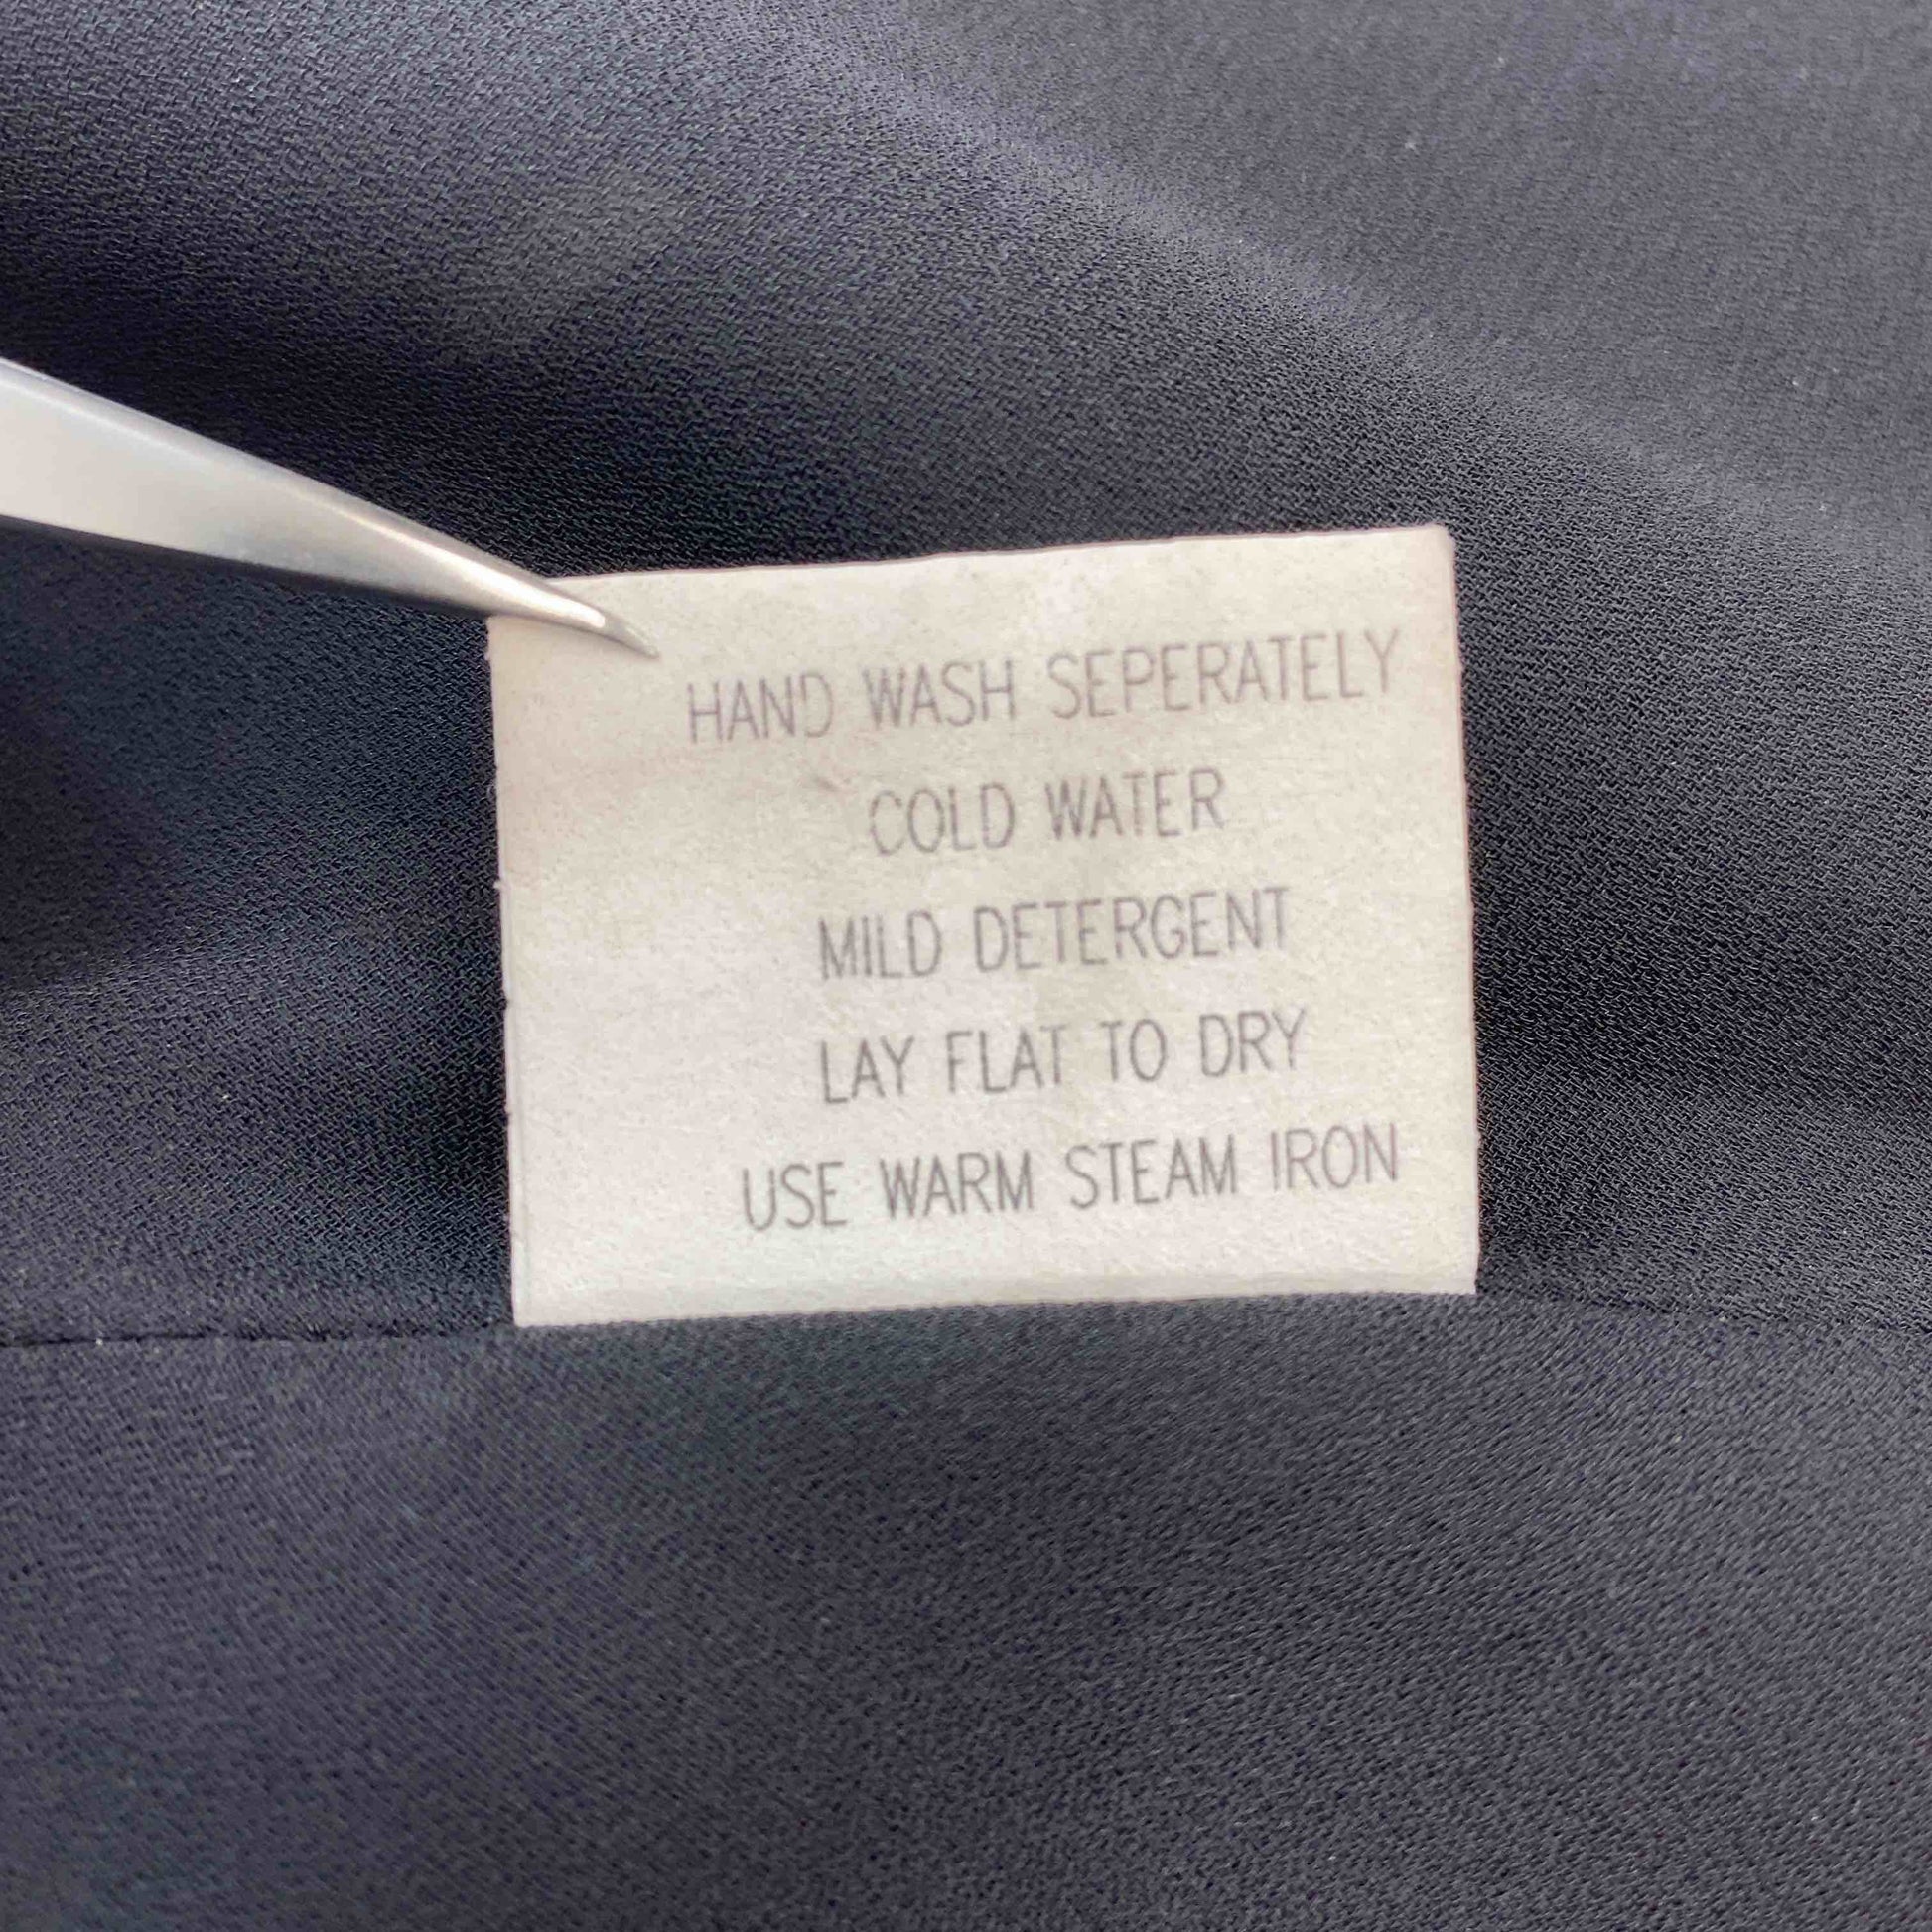 HAND WASH SEPERATELY
COLD WATER
MILD DETERGENT
LAY FLAT TO DRY
USE WARM STEAM IRON